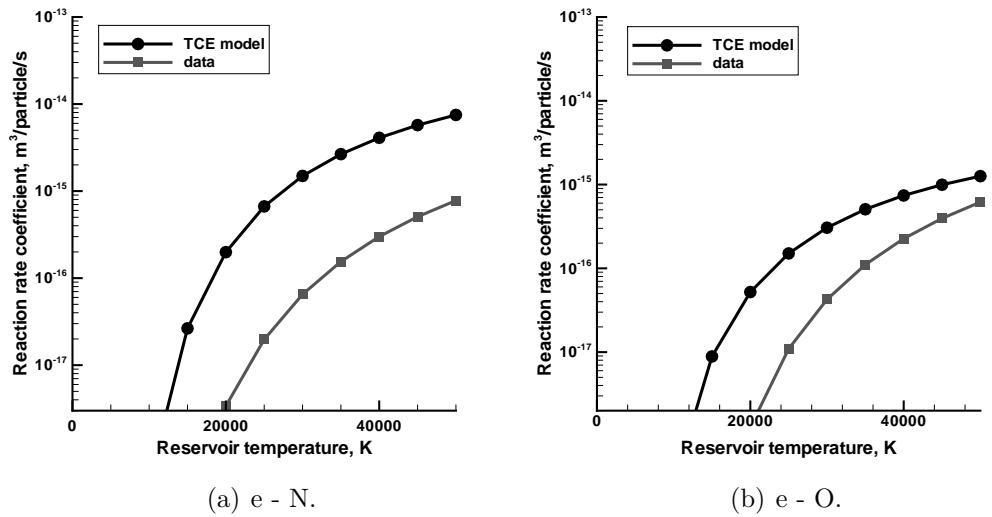 Reaction rate coefficient, m³/particle/s
10⁻¹³
10⁻¹⁴
10⁻¹⁵
10⁻¹⁶
10⁻¹⁷
TCE model
data
0 20000 40000
Reservoir temperature, K
(a) e - N.
Reaction rate coefficient, m³/particle/s
10⁻¹³
10⁻¹⁴
10⁻¹⁵
10⁻¹⁶
10⁻¹⁷
TCE model
data
0 20000 40000
Reservoir temperature, K
(b) e - O.